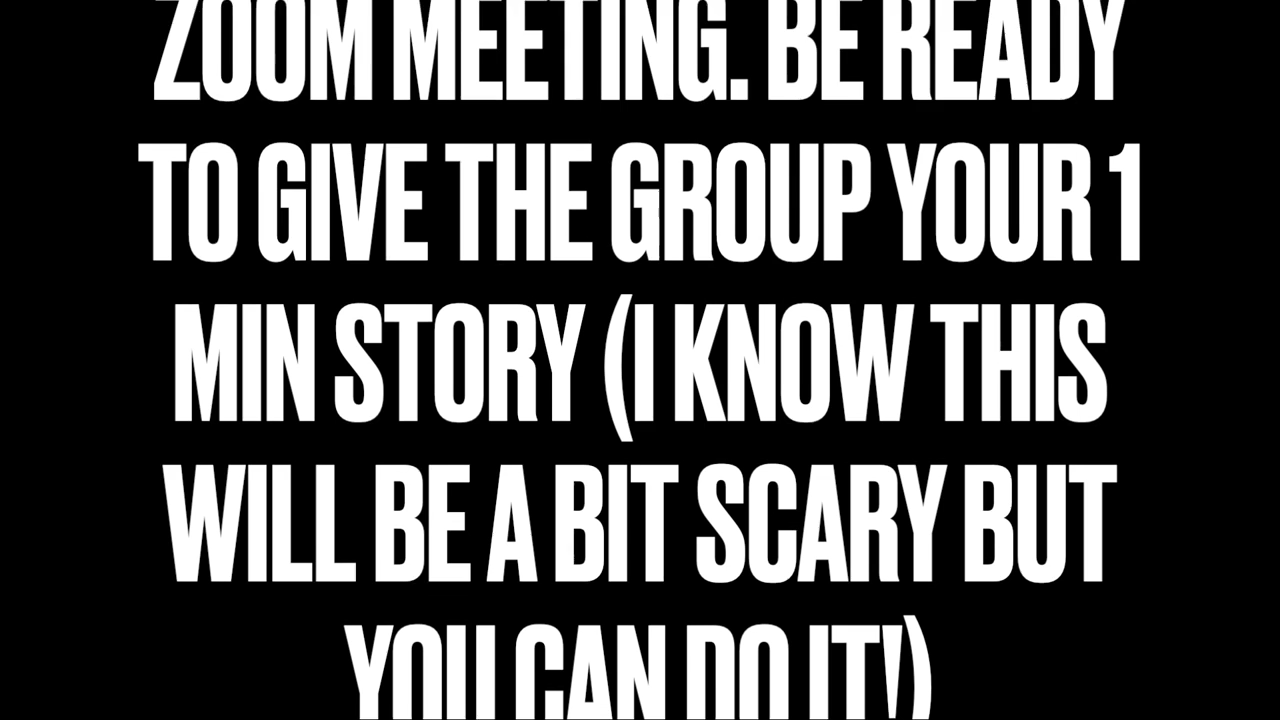 ZOOM MEETING. BE READY
TO GIVE THE GROUP YOUR 1
MIN STORY (I KNOW THIS
WILL BE A BIT SCARY BUT
YOU CAN DO IT!)